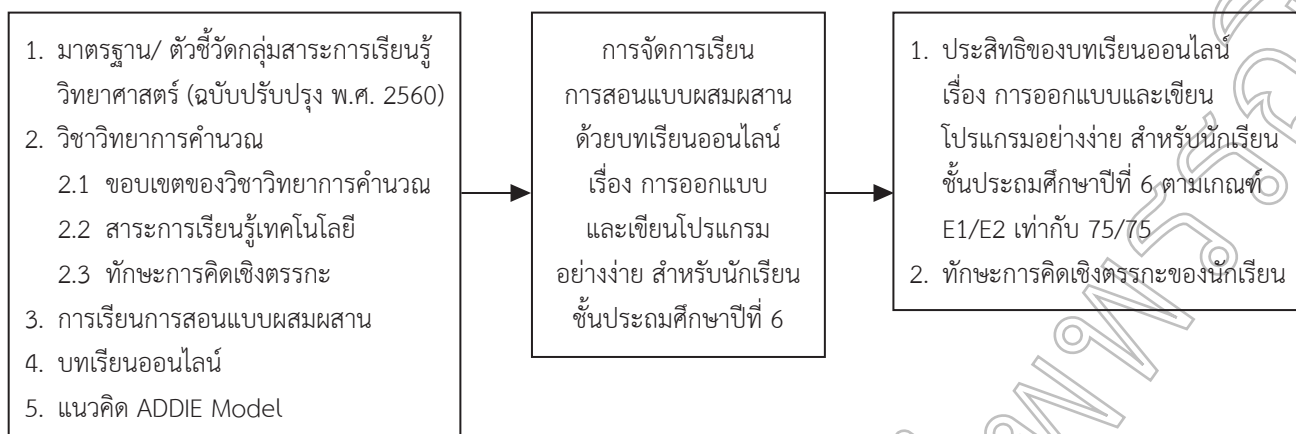 1. มาตรฐาน/ ตัวชี้วัดกลุ่มสาระการเรียนรู้
วิทยาศาสตร์ (ฉบับปรับปรุง พ.ศ. 2560)
2. วิชาวิทยาการคำนวณ
2.1 ขอบเขตของวิชาวิทยาการคำนวณ
2.2 สาระการเรียนรู้เทคโนโลยี
2.3 ทักษะการคิดเชิงตรรกะ
3. การเรียนการสอนแบบผสมผสาน
4. บทเรียนออนไลน์
5. แนวคิด ADDIE Model
การจัดการเรียน
การสอนแบบผสมผสาน
ด้วยบทเรียนออนไลน์
เรื่อง การออกแบบ
และเขียนโปรแกรม
อย่างง่าย สำหรับนักเรียน
ชั้นประถมศึกษาปีที่ 6
1. ประสิทธิของบทเรียนออนไลน์
เรื่อง การออกแบบและเขียน
โปรแกรมอย่างง่าย สำหรับนักเรียน
ชั้นประถมศึกษาปีที่ 6 ตามเกณฑ์
E1/E2 เท่ากับ 75/75
2. ทักษะการคิดเชิงตรรกะของนักเรียน